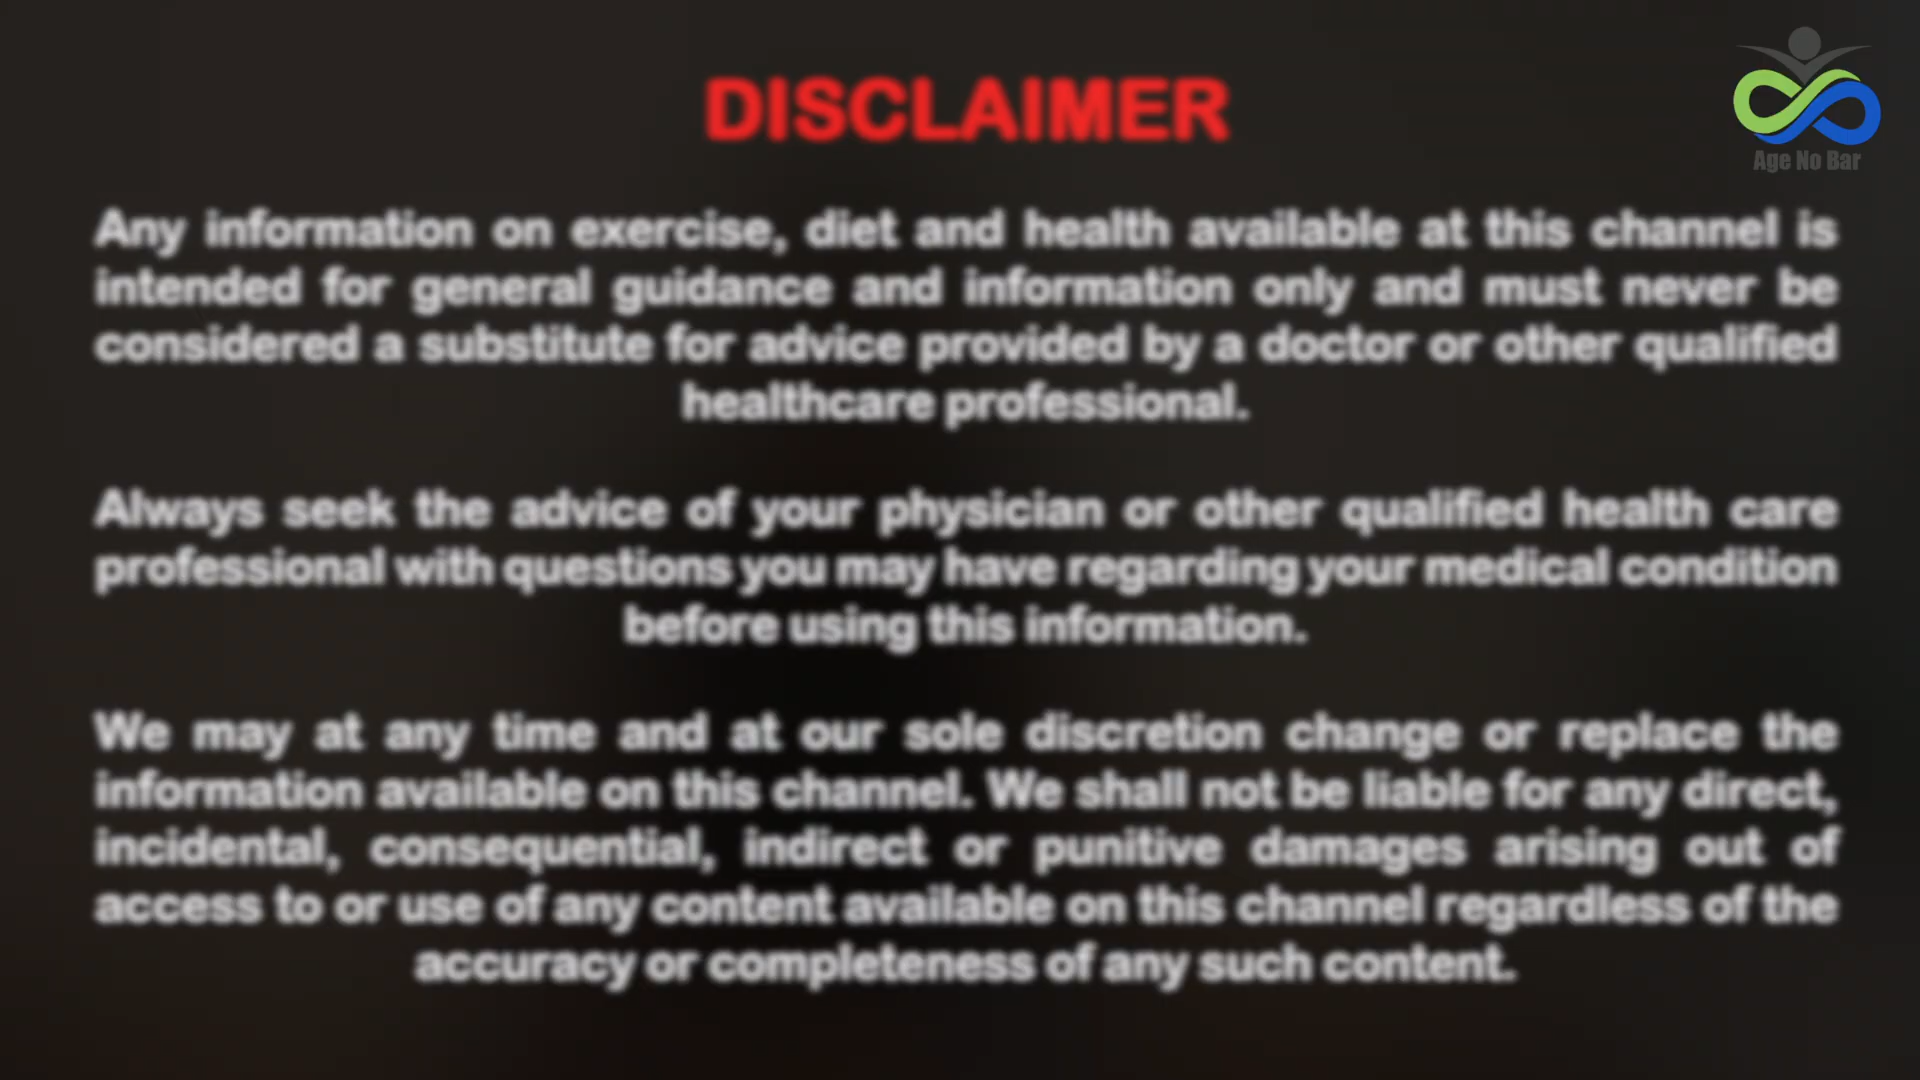 DISCLAIMER
Age No Bar
Any information on exercise, diet and health available at this channel is
intended for general guidance and information only and must never be
considered a substitute for advice provided by a doctor or other qualified
healthcare professional.
Always seek the advice of your physician or other qualified health care
professional with questions you may have regarding your medical condition
before using this information.
We may at any time and at our sole discretion change or replace the
information available on this channel. We shall not be liable for any direct,
incidental, consequential, indirect or punitive damages arising out of
access to or use of any content available on this channel regardless of the
accuracy or completeness of any such content.